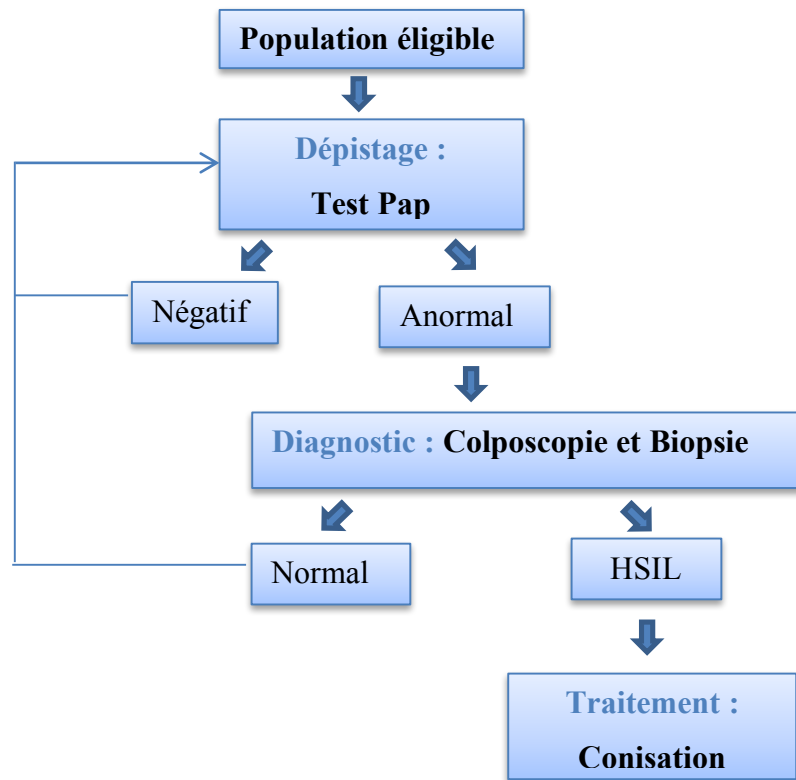 Population éligible
Dépistage :
Test Pap
Négatif
Anormal
Diagnostic : Colposcopie et Biopsie
Normal
HSIL
Traitement :
Conisation